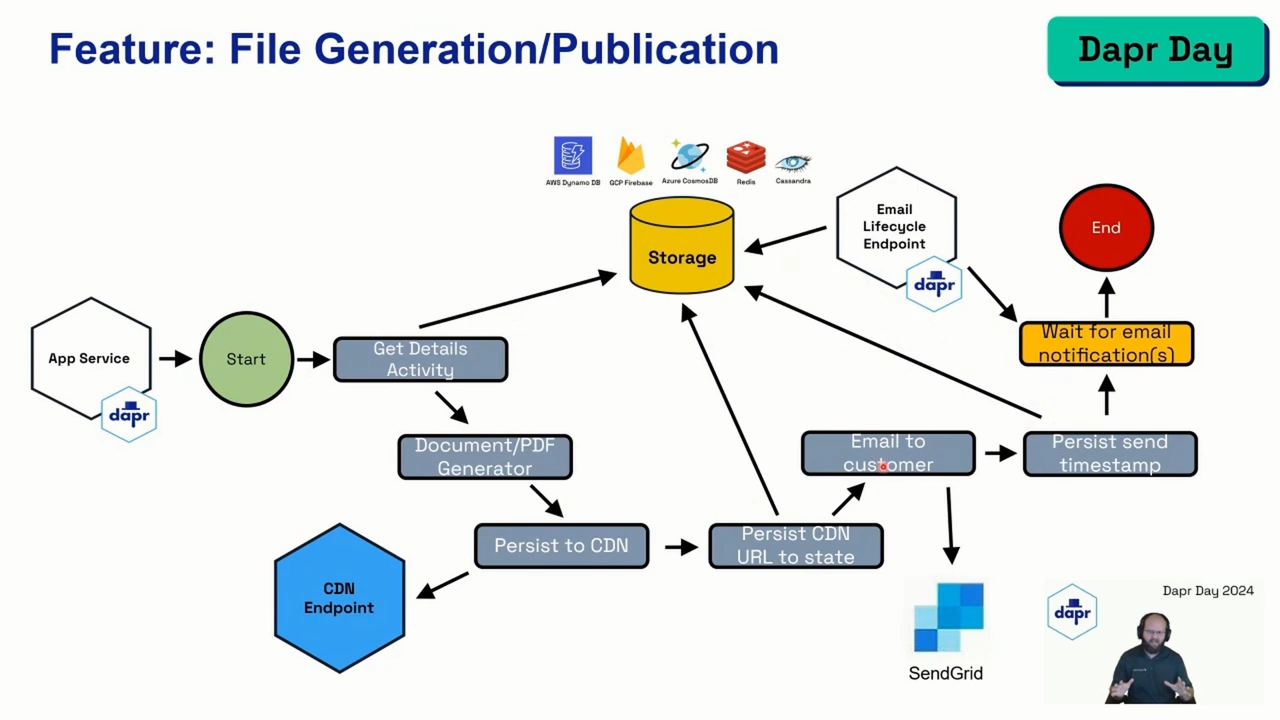 Feature: File Generation/Publication
Dapr Day
AWS Dynamo DB
GCP Firebase
Azure CosmosDB
Redis
Cassandra
Storage
Email
Lifecycle
Endpoint
dapr
End
App Service
dapr
Start
Get Details
Activity
Wait for email
notification(s)
Document/PDF
Generator
Email to
customer
Persist send
timestamp
Persist to CDN
Persist CDN
URL to state
CDN
Endpoint
SendGrid
Dapr Day 2024
dapr